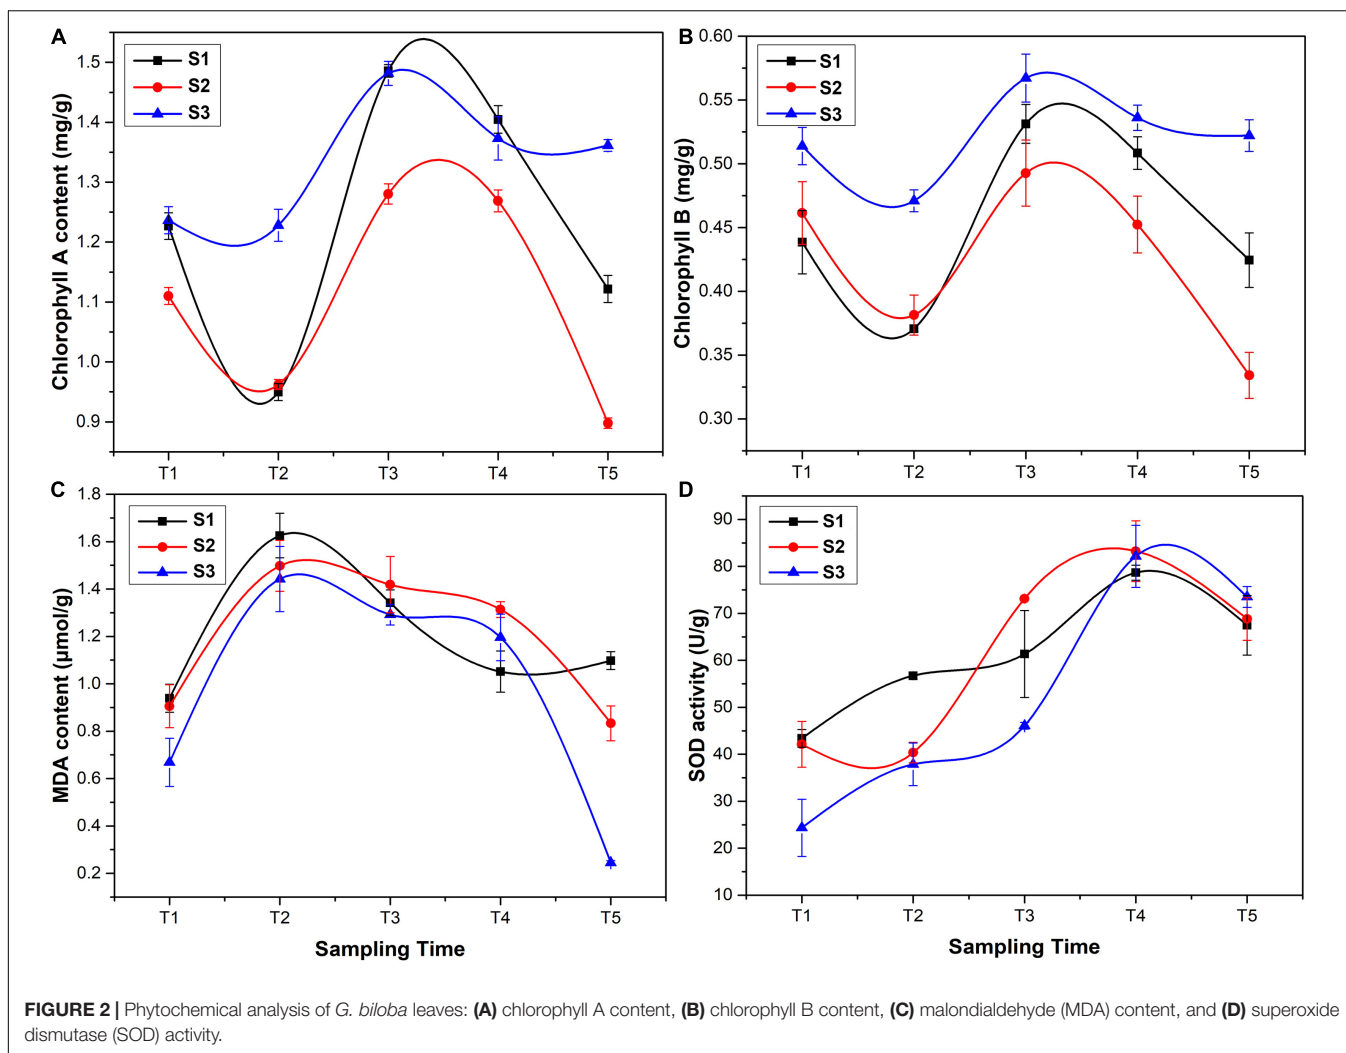 A
S1
S2
S3
Chlorophyll A content (mg/g)
1.5
1.4
1.3
1.2
1.1
1.0
0.9
T1 T2 T3 T4 T5
B
S1
S2
S3
Chlorophyll B (mg/g)
0.60
0.55
0.50
0.45
0.40
0.35
0.30
T1 T2 T3 T4 T5
C
S1
S2
S3
MDA content (μmol/g)
1.8
1.6
1.4
1.2
1.0
0.8
0.6
0.4
0.2
T1 T2 T3 T4 T5
Sampling Time
D
S1
S2
S3
SOD activity (U/g)
90
80
70
60
50
40
30
20
10
T1 T2 T3 T4 T5
Sampling Time
FIGURE 2 | Phytochemical analysis of G. biloba leaves: (A) chlorophyll A content, (B) chlorophyll B content, (C) malondialdehyde (MDA) content, and (D) superoxide
dismutase (SOD) activity.